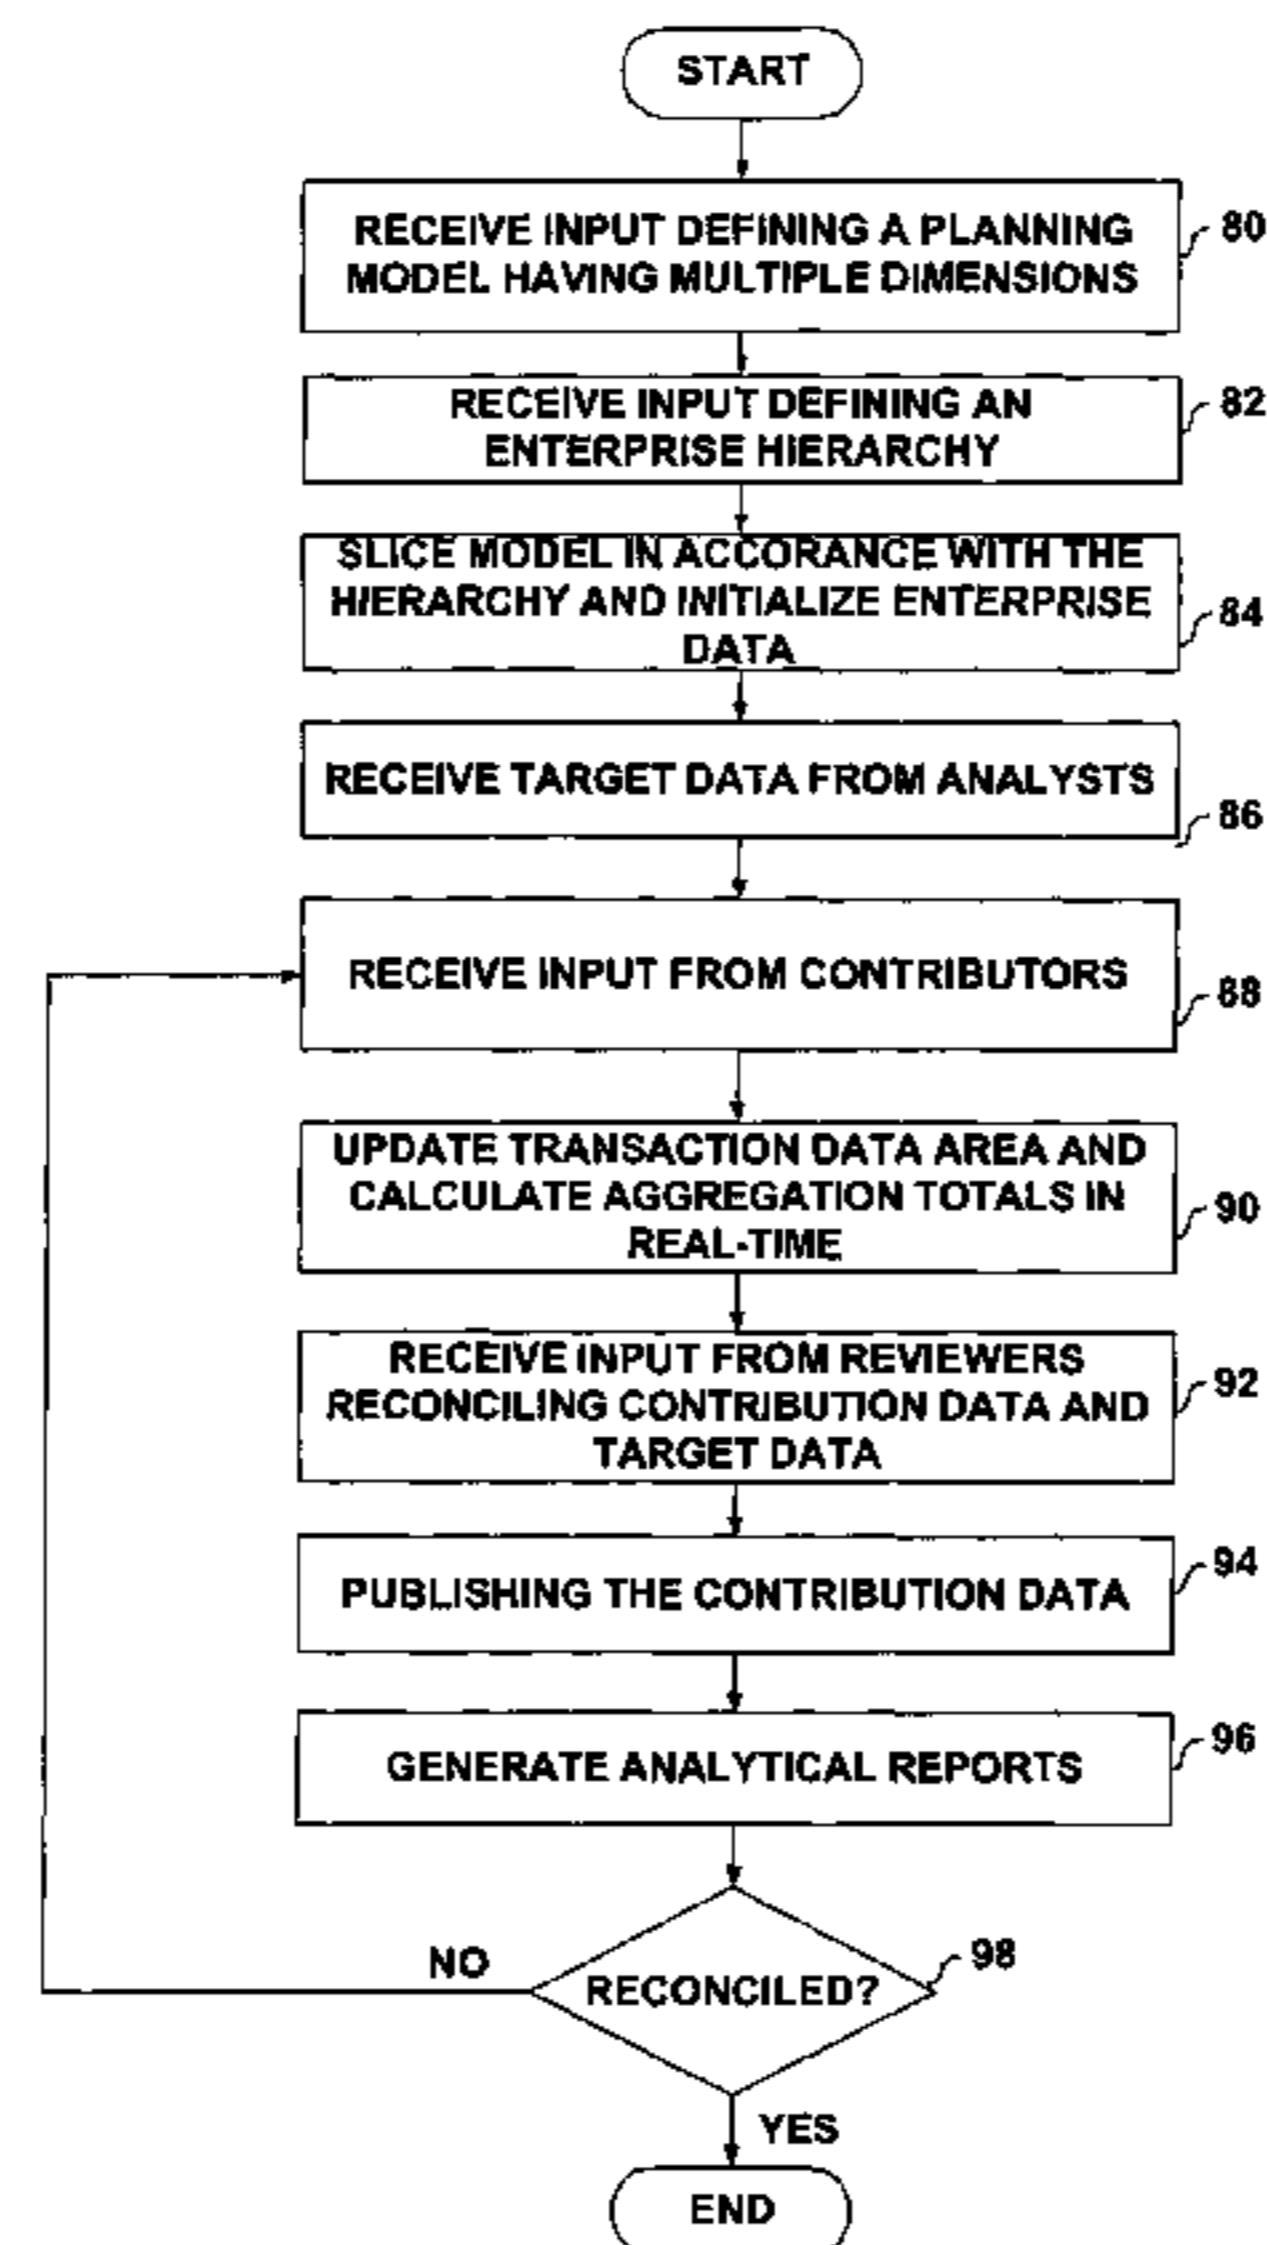 START
RECEIVE INPUT DEFINING A PLANNING
MODEL HAVING MULTIPLE DIMENSIONS
80
RECEIVE INPUT DEFINING AN
ENTERPRISE HIERARCHY
82
SLICE MODEL IN ACCORANCE WITH THE
HIERARCHY AND INITIALIZE ENTERPRISE
DATA
84
RECEIVE TARGET DATA FROM ANALYSTS
86
RECEIVE INPUT FROM CONTRIBUTORS
88
UPDATE TRANSACTION DATA AREA AND
CALCULATE AGGREGATION TOTALS IN
REAL-TIME
90
RECEIVE INPUT FROM REVIEWERS
RECONCILING CONTRIBUTION DATA AND
TARGET DATA
92
PUBLISHING THE CONTRIBUTION DATA
94
GENERATE ANALYTICAL REPORTS
96
RECONCILED?
98
NO
YES
END